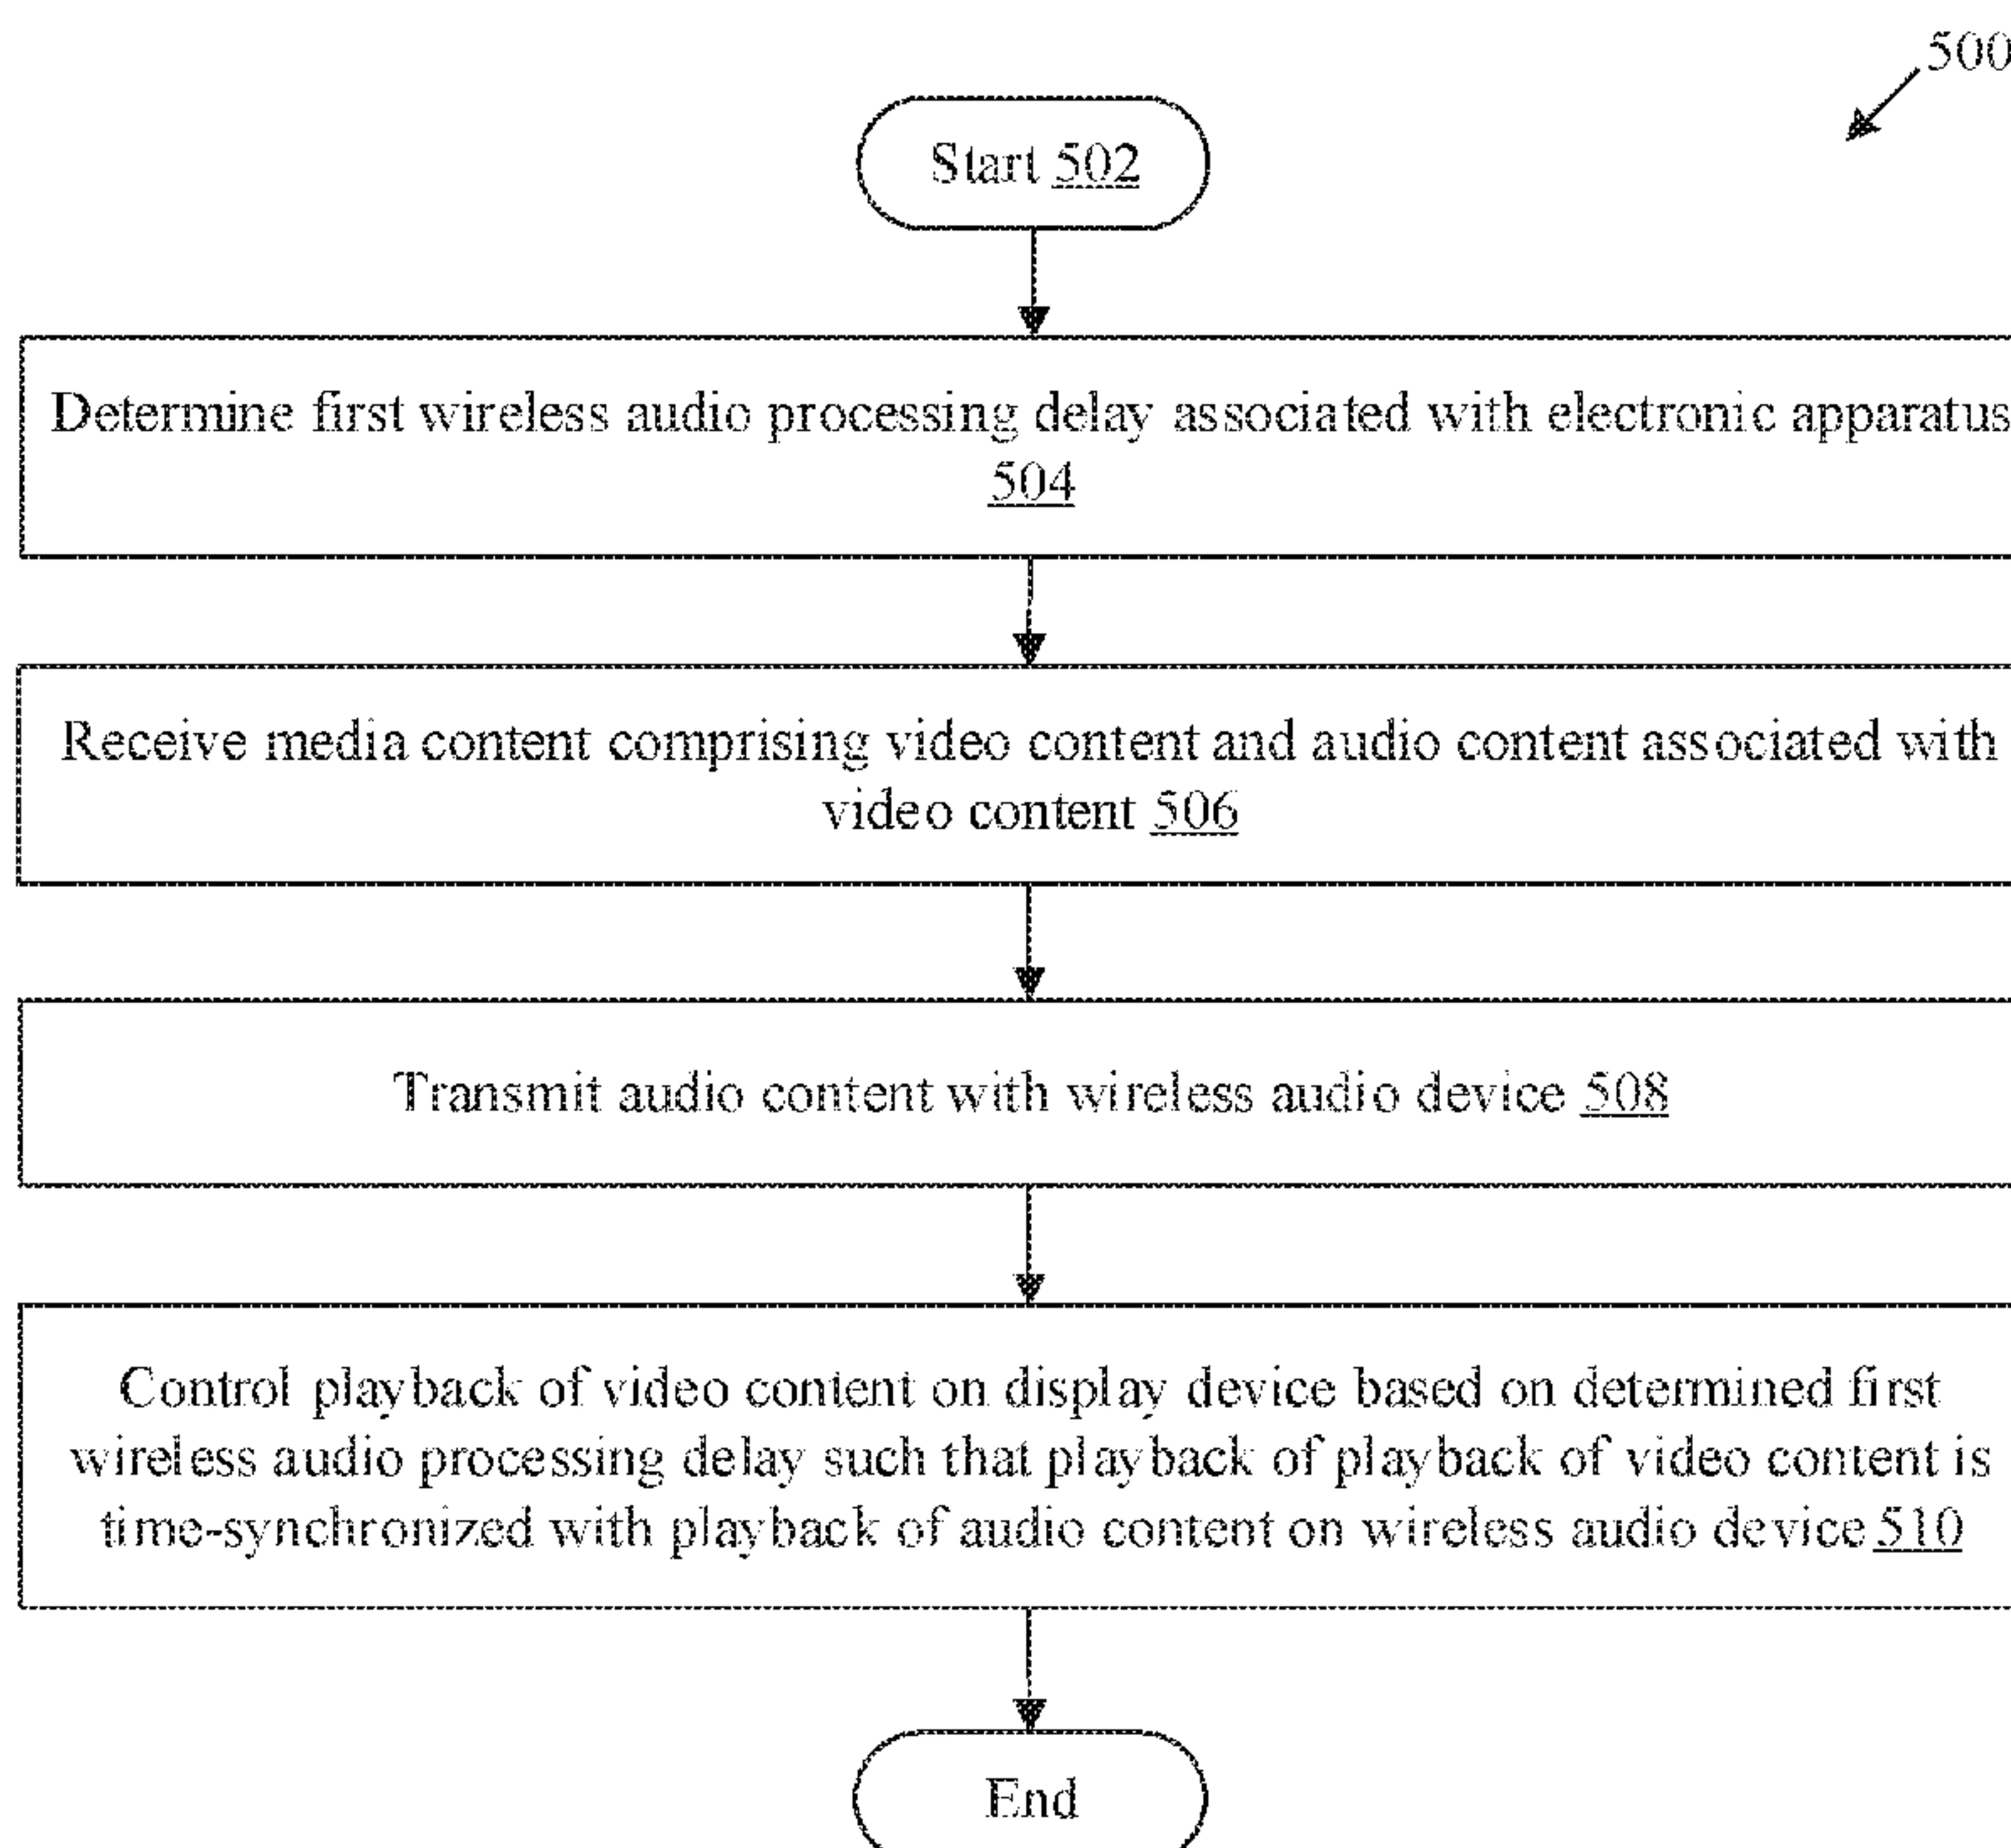 500
Start 502
Determine first wireless audio processing delay associated with electronic apparatus
504
Receive media content comprising video content and audio content associated with
video content 506
Transmit audio content with wireless audio device 508
Control playback of video content on display device based on determined first
wireless audio processing delay such that playback of playback of video content is
time-synchronized with playback of audio content on wireless audio device 510
End